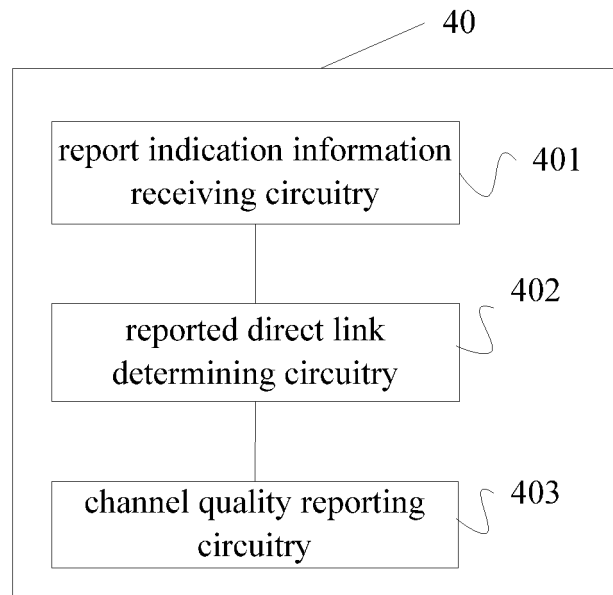 40
report indication information
receiving circuitry
401
402
reported direct link
determining circuitry
403
channel quality reporting
circuitry